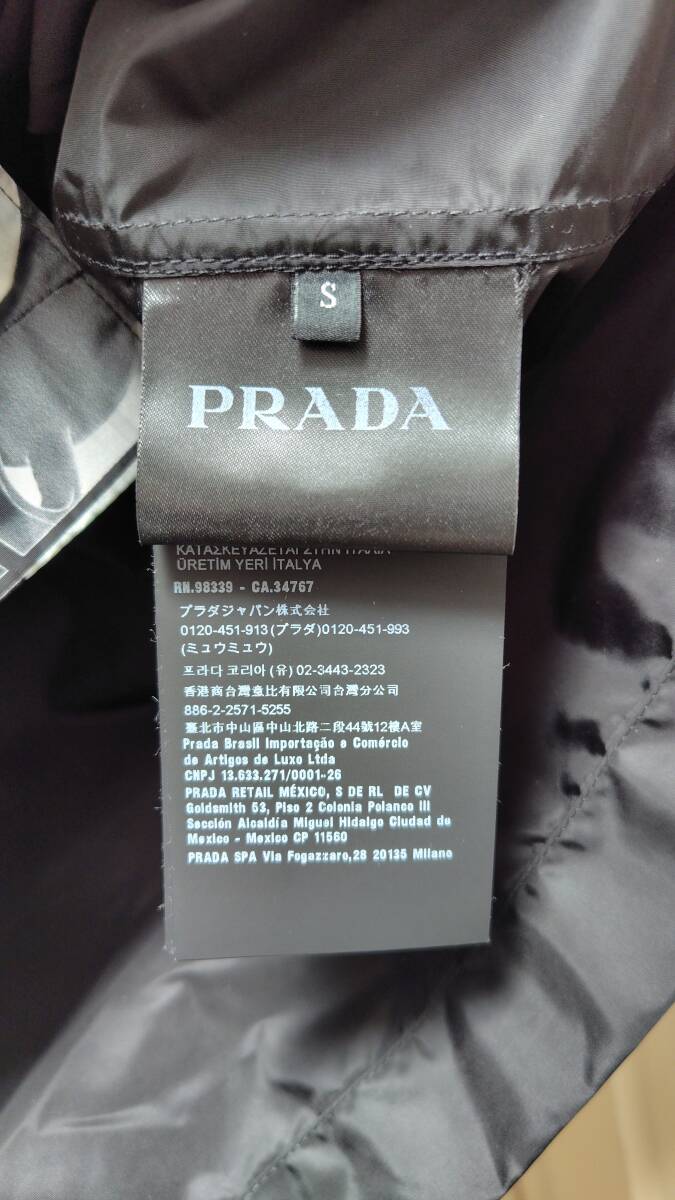 S
PRADA
ΚΑΤΑΣΚΕΥΑΖΕΤΑΙ ΣΤΗΝ ΙΤΑΛΙΑ
ÜRETİM YERİ İTALYA
RN.98339 - CA.34767
プラダジャパン株式会社
0120-451-913(プラダ)0120-451-993
(ミュウミュウ)
프라다 코리아 (유) 02-3443-2323
香港商台灣壹比有限公司台灣分公司
886-2-2571-5255
臺北市中山區中山北路二段44號12樓A室
Prada Brasil Importação e Comércio
de Artigos de Luxo Ltda
CNPJ 13.633.271/0001-26
PRADA RETAIL MÉXICO, S DE RL DE CV
Goldsmith 53, Piso 2 Colonia Polanco III
Sección Alcaldía Miguel Hidalgo Ciudad de
Mexico - Mexico CP 11560
PRADA SPA Via Fogazzaro,28 20135 Milano